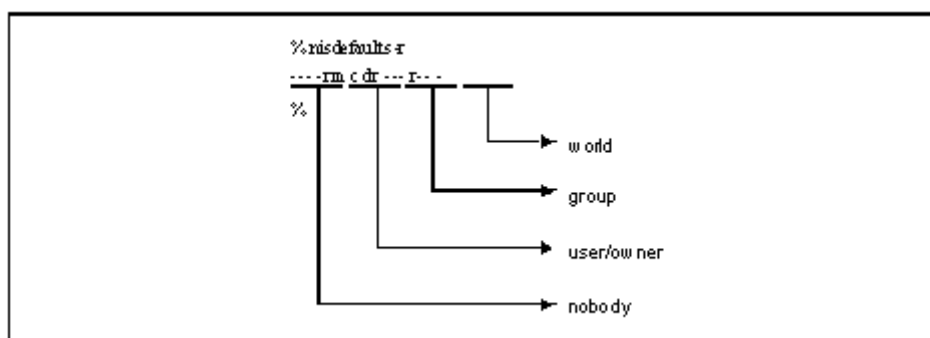 % nisdefaults -r
----rmcdr---r---
%
world
group
user/owner
nobody